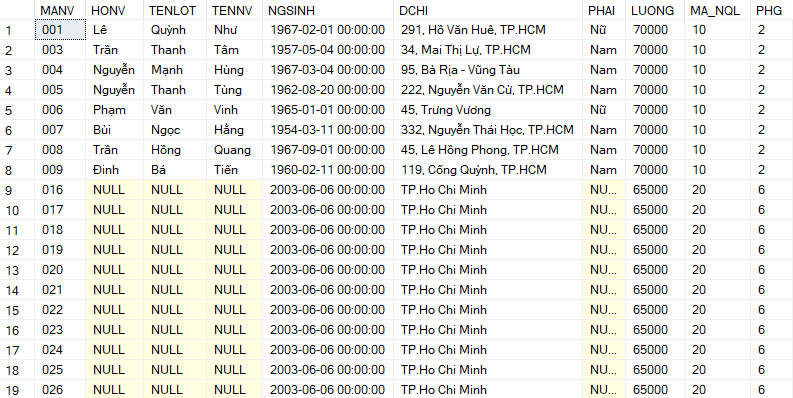 MANV HONV TENLOT TENNV NGSINH DCHI PHAI LUONG MA_NQL PHG
1 001 Lê Quỳnh Như 1967-02-01 00:00:00 291, Hồ Văn Huê, TP.HCM Nữ 70000 10 2
2 003 Trần Thanh Tâm 1957-05-04 00:00:00 34, Mai Thị Lự, TP.HCM Nam 70000 10 2
3 004 Nguyễn Mạnh Hùng 1967-03-04 00:00:00 95, Bà Rịa - Vũng Tàu Nam 70000 10 2
4 005 Nguyễn Thanh Tùng 1962-08-20 00:00:00 222, Nguyễn Văn Cừ, TP.HCM Nam 70000 10 2
5 006 Phạm Văn Vinh 1965-01-01 00:00:00 45, Trưng Vương Nữ 70000 10 2
6 007 Bùi Ngọc Hằng 1954-03-11 00:00:00 332, Nguyễn Thái Học, TP.HCM Nam 70000 10 2
7 008 Trần Hồng Quang 1967-09-01 00:00:00 45, Lê Hồng Phong, TP.HCM Nam 70000 10 2
8 009 Đinh Bá Tiến 1960-02-11 00:00:00 119, Cống Quỳnh, TP.HCM Nam 70000 10 2
9 016 NULL NULL NULL 2003-06-06 00:00:00 TP.Ho Chi Minh NU... 65000 20 6
10 017 NULL NULL NULL 2003-06-06 00:00:00 TP.Ho Chi Minh NU... 65000 20 6
11 018 NULL NULL NULL 2003-06-06 00:00:00 TP.Ho Chi Minh NU... 65000 20 6
12 019 NULL NULL NULL 2003-06-06 00:00:00 TP.Ho Chi Minh NU... 65000 20 6
13 020 NULL NULL NULL 2003-06-06 00:00:00 TP.Ho Chi Minh NU... 65000 20 6
14 021 NULL NULL NULL 2003-06-06 00:00:00 TP.Ho Chi Minh NU... 65000 20 6
15 022 NULL NULL NULL 2003-06-06 00:00:00 TP.Ho Chi Minh NU... 65000 20 6
16 023 NULL NULL NULL 2003-06-06 00:00:00 TP.Ho Chi Minh NU... 65000 20 6
17 024 NULL NULL NULL 2003-06-06 00:00:00 TP.Ho Chi Minh NU... 65000 20 6
18 025 NULL NULL NULL 2003-06-06 00:00:00 TP.Ho Chi Minh NU... 65000 20 6
19 026 NULL NULL NULL 2003-06-06 00:00:00 TP.Ho Chi Minh NU... 65000 20 6